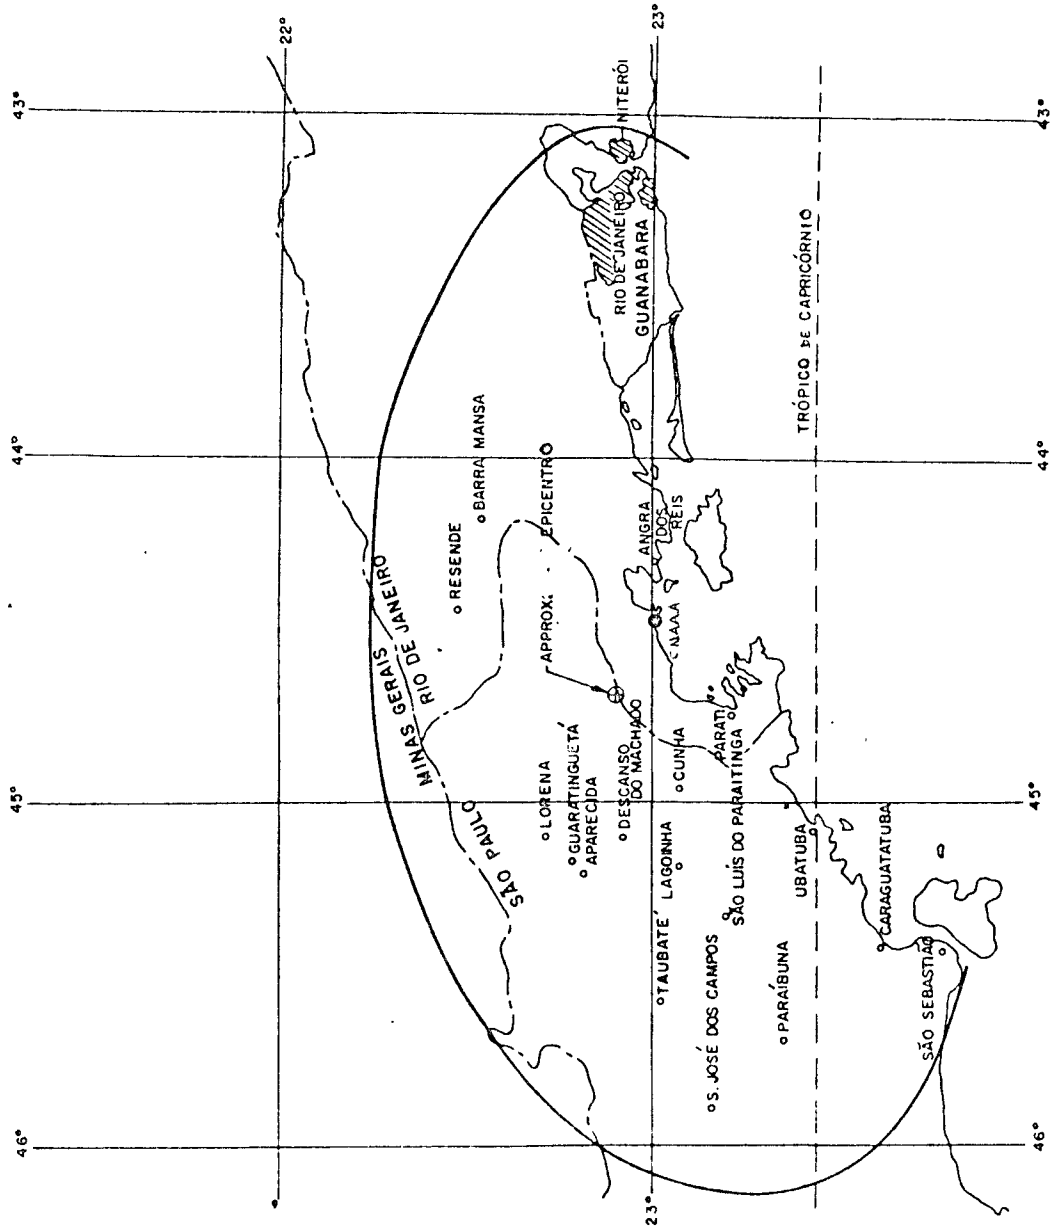 46°
45°
44°
43°
22°
MINAS GERAIS
RIO DE JANEIRO
SÃO PAULO
RESENDE
BARRA MANSA
LORENA
GUARATINGUETÁ
APARECIDA
APPROX.
EPICENTRO
DESCANSO
DO MACHADO
NITERÓI
RIO DE JANEIRO
GUANABARA
23°
23°
TAUBATÉ
LAGOINHA
CUNHA
ANGRA
DOS
REIS
S. JOSÉ DOS CAMPOS
SÃO LUÍS DO PARAITINGA
PARATI
PARAÍBUNA
UBATUBA
TRÓPICO DE CAPRICÓRNIO
CARAGUATATUBA
SÃO SEBASTIÃO
46°
45°
44°
43°